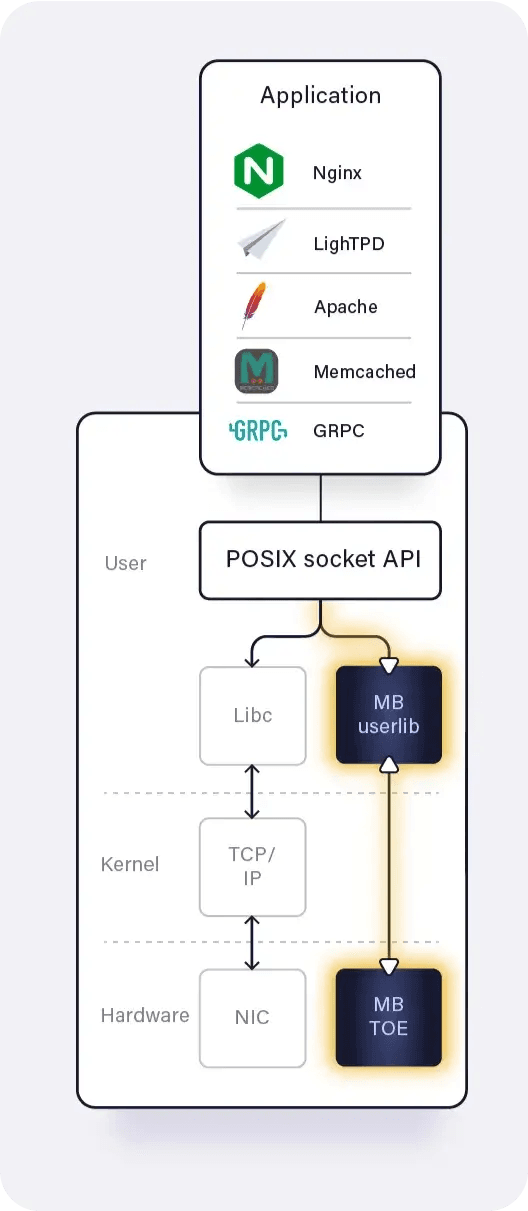 Application
N
Nginx
LighTPD
Apache
M
MEMCACHED
Memcached
GRPC
GRPC
User
POSIX socket API
Libc
MB
userlib
Kernel
TCP/
IP
Hardware
NIC
MB
TOE